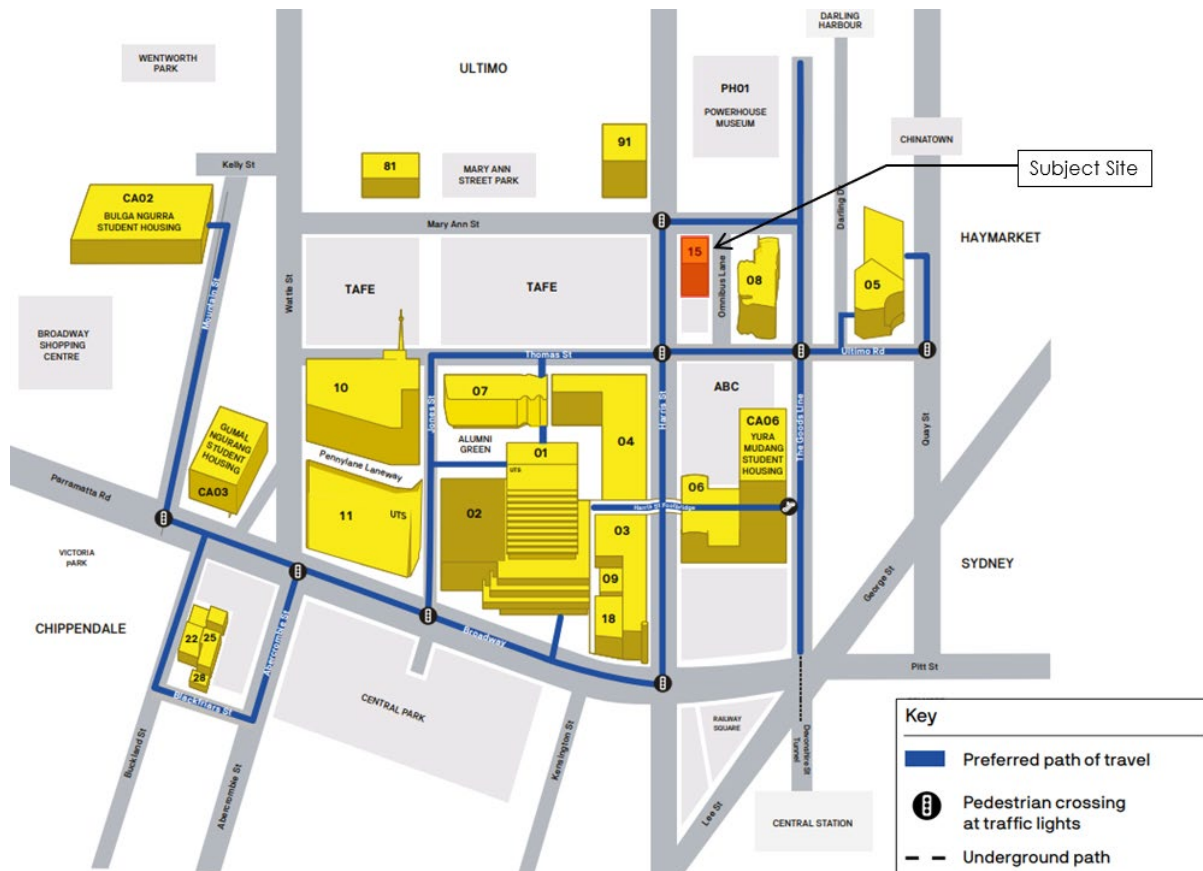 DARLING
HARBOUR
WENTWORTH
PARK
ULTIMO
PH01
POWERHOUSE
MUSEUM
CHINATOWN
91
81
MARY ANN
STREET PARK
Subject Site
Kelly St
CA02
BULGA NGURRA
STUDENT HOUSING
Mary Ann St
Darling Dr
HAYMARKET
15
Omnibus Lane
08
05
TAFE
TAFE
Wattle St
Mountain St
BROADWAY
SHOPPING
CENTRE
Thomas St
Ultimo Rd
10
07
Jones St
Harris St
ABC
The Goods Line
Quay St
04
CA06
YURA
MUDANG
STUDENT
HOUSING
GUMAL
NGURANG
STUDENT
HOUSING
CA03
ALUMNI
GREEN
01
UTS
Pennylane Laneway
Parramatta Rd
11
UTS
02
06
Harris St Footbridge
03
09
18
VICTORIA
PARK
George St
SYDNEY
CHIPPENDALE
22
25
28
Abercrombie St
Broadway
Pitt St
Blackfriars St
CENTRAL PARK
Buckland St
Abercrombie St
Kensington St
RAILWAY
SQUARE
Lee St
Devonshire St
Tunnel
CENTRAL STATION
Key
Preferred path of travel
Pedestrian crossing
at traffic lights
Underground path